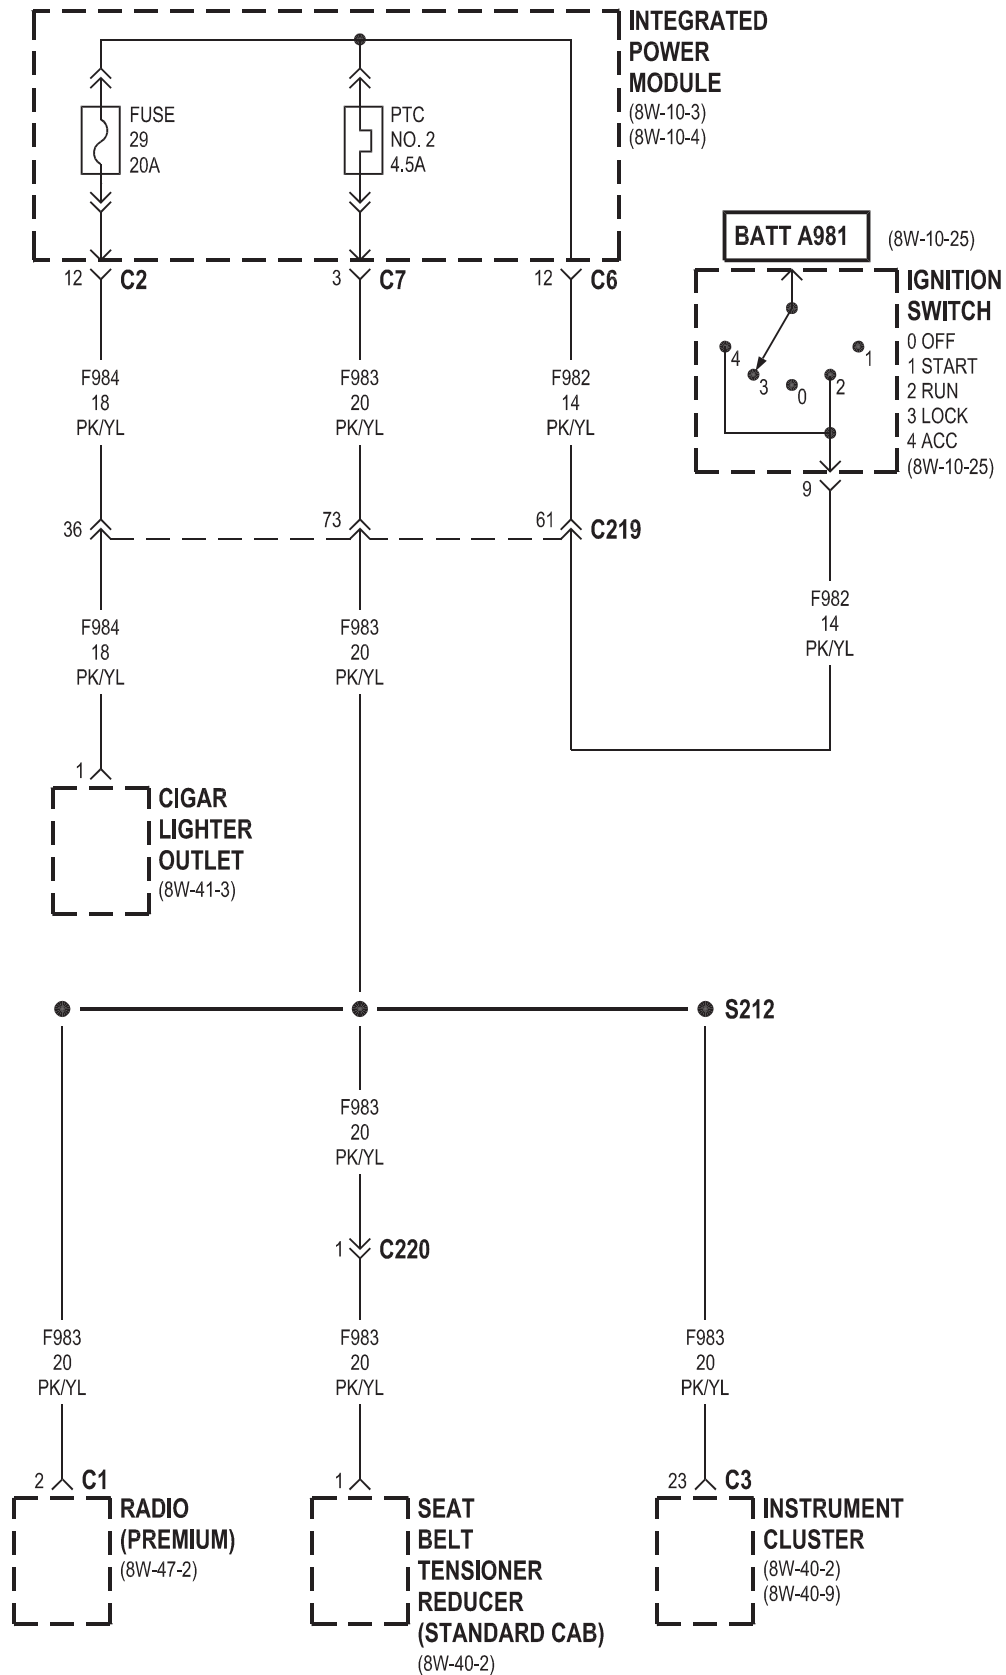 INTEGRATED
POWER
MODULE
(8W-10-3)
(8W-10-4)
FUSE
29
20A
PTC
NO. 2
4.5A
12 C2
3 C7
12 C6
BATT A981
(8W-10-25)
IGNITION
SWITCH
0 OFF
1 START
2 RUN
3 LOCK
4 ACC
(8W-10-25)
4
3
0
2
1
9
F984
18
PK/YL
F983
20
PK/YL
F982
14
PK/YL
36
73
61
C219
F984
18
PK/YL
F983
20
PK/YL
F982
14
PK/YL
1
CIGAR
LIGHTER
OUTLET
(8W-41-3)
S212
F983
20
PK/YL
1 C220
F983
20
PK/YL
F983
20
PK/YL
F983
20
PK/YL
2 C1
RADIO
(PREMIUM)
(8W-47-2)
1
SEAT
BELT
TENSIONER
REDUCER
(STANDARD CAB)
(8W-40-2)
23 C3
INSTRUMENT
CLUSTER
(8W-40-2)
(8W-40-9)